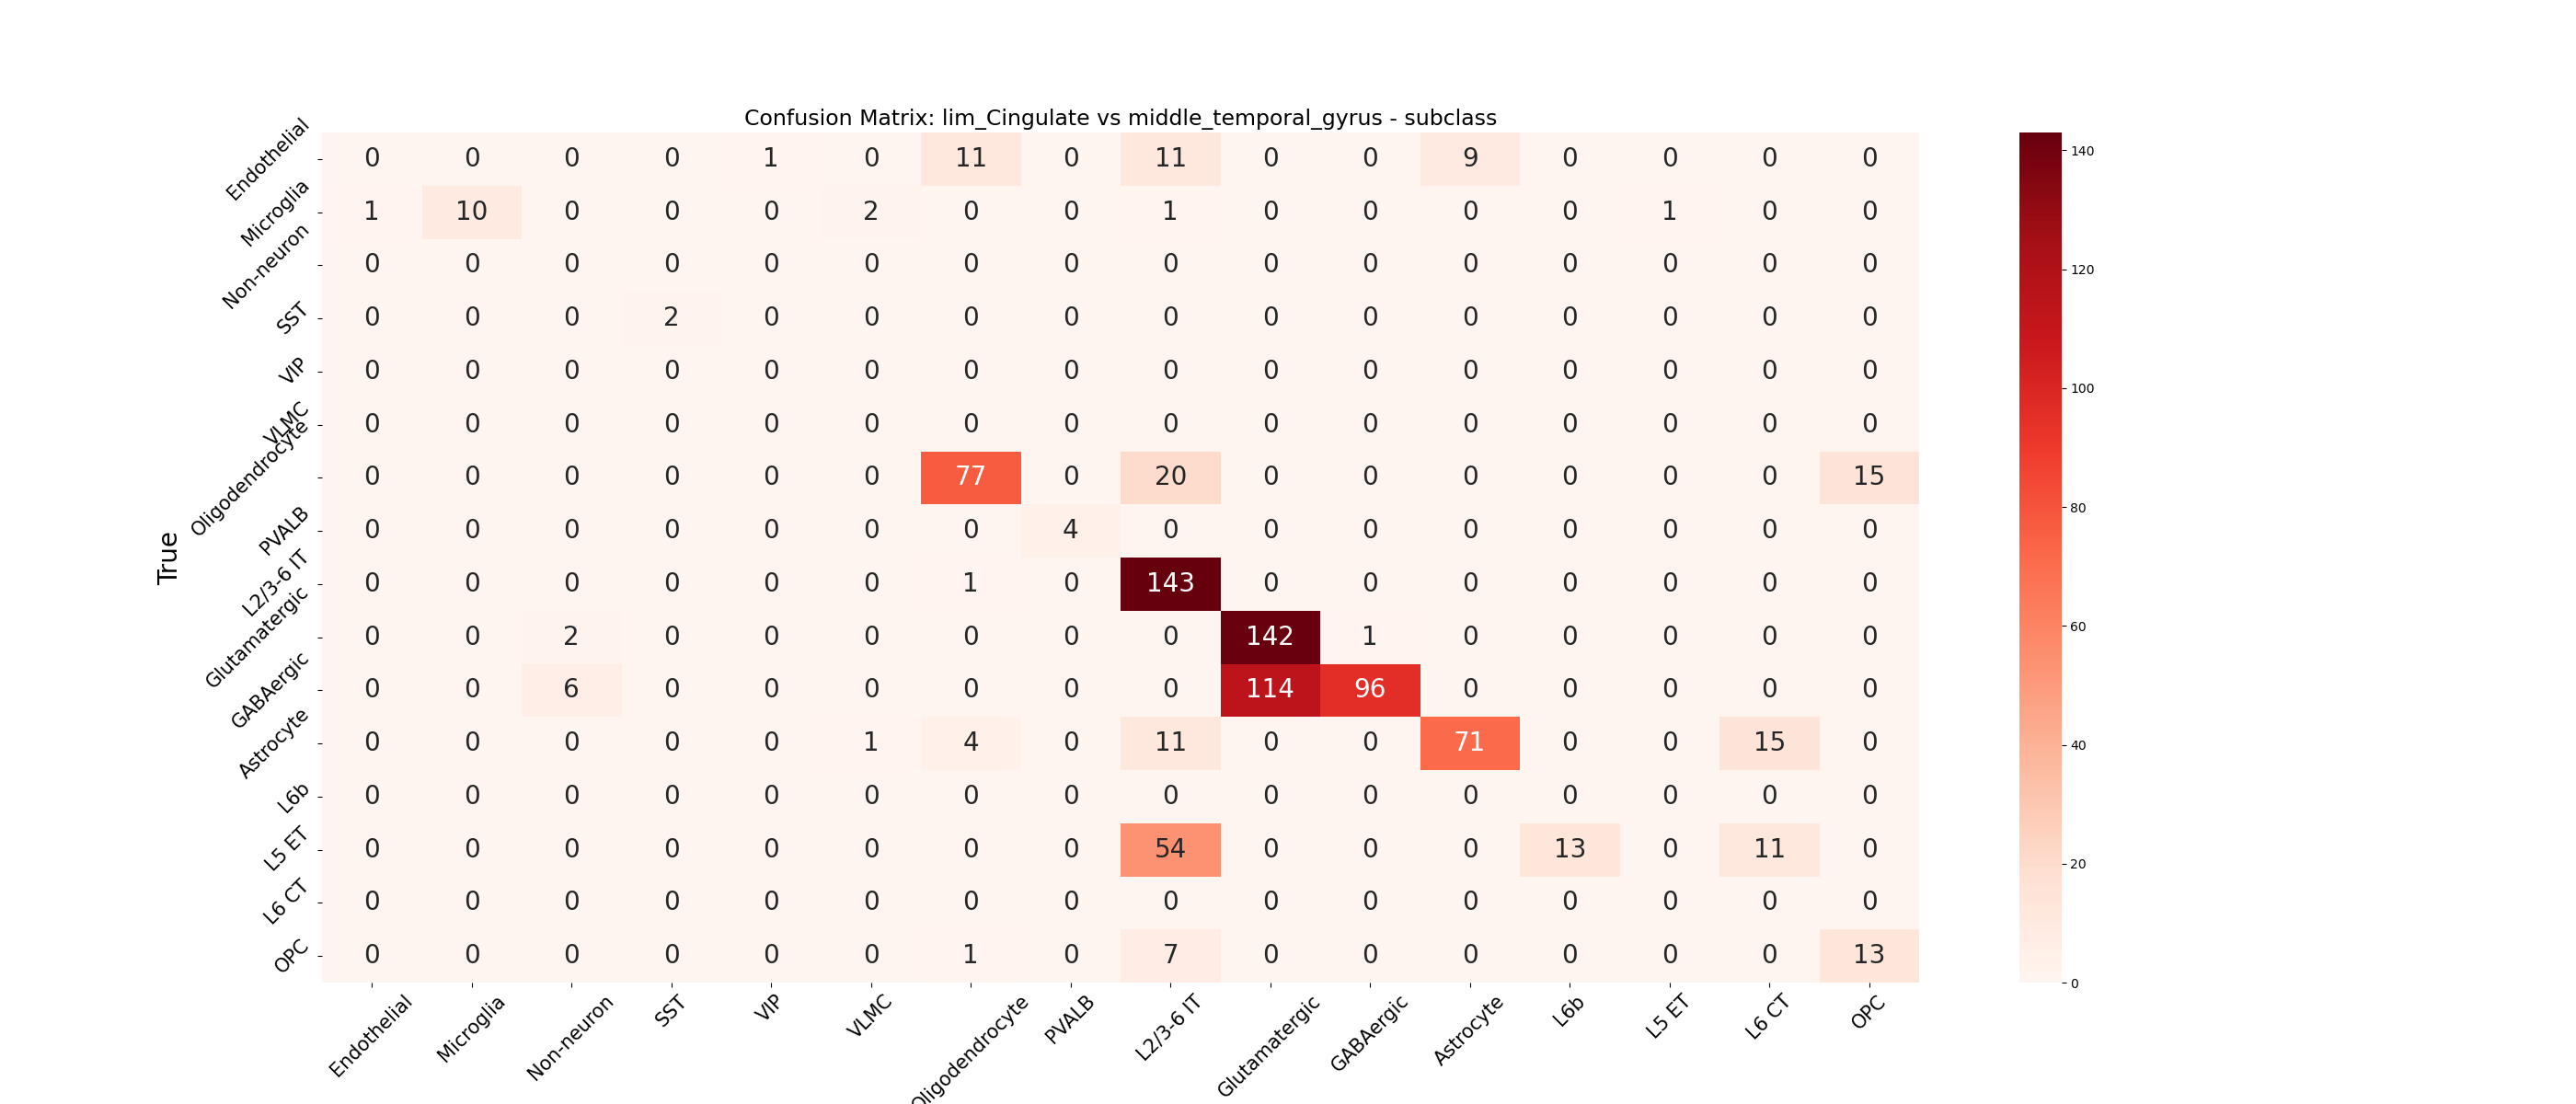 Confusion Matrix: lim_Cingulate vs middle_temporal_gyrus - subclass
True
Endothelial 0 0 0 0 1 0 11 0 11 0 0 9 0 0 0 0
Microglia 1 10 0 0 0 2 0 0 1 0 0 0 0 1 0 0
Non-neuron 0 0 0 0 0 0 0 0 0 0 0 0 0 0 0 0
SST 0 0 0 2 0 0 0 0 0 0 0 0 0 0 0 0
VIP 0 0 0 0 0 0 0 0 0 0 0 0 0 0 0 0
VLMC 0 0 0 0 0 0 0 0 0 0 0 0 0 0 0 0
Oligodendrocyte 0 0 0 0 0 0 77 0 20 0 0 0 0 0 0 15
PVALB 0 0 0 0 0 0 0 4 0 0 0 0 0 0 0 0
L2/3-6 IT 0 0 0 0 0 0 1 0 143 0 0 0 0 0 0 0
Glutamatergic 0 0 2 0 0 0 0 0 0 142 1 0 0 0 0 0
GABAergic 0 0 6 0 0 0 0 0 0 114 96 0 0 0 0 0
Astrocyte 0 0 0 0 0 1 4 0 11 0 0 71 0 0 15 0
L6b 0 0 0 0 0 0 0 0 0 0 0 0 0 0 0 0
L5 ET 0 0 0 0 0 0 0 0 54 0 0 0 13 0 11 0
L6 CT 0 0 0 0 0 0 0 0 0 0 0 0 0 0 0 0
OPC 0 0 0 0 0 0 1 0 7 0 0 0 0 0 0 13
Endothelial Microglia Non-neuron SST VIP VLMC Oligodendrocyte PVALB L2/3-6 IT Glutamatergic GABAergic Astrocyte L6b L5 ET L6 CT OPC
140
120
100
80
60
40
20
0